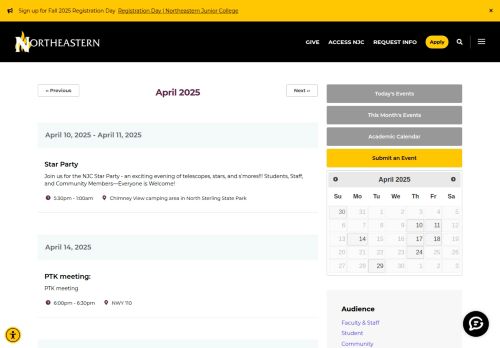 Sign up for Fall 2025 Registration Day Registration Day | Northeastern Junior College ×
NORTHEASTERN
GIVE ACCESS NJC REQUEST INFO Apply
« Previous
April 2025
Next »
April 10, 2025 - April 11, 2025
Star Party
Join us for the NJC Star Party - an exciting evening of telescopes, stars, and s'mores!!! Students, Staff,
and Community Members—Everyone is Welcome!
5:30pm - 1:00am Chimney View camping area in North Sterling State Park
April 14, 2025
PTK meeting:
PTK meeting
6:00pm - 6:30pm NWY 110
Today's Events
This Month's Events
Academic Calendar
Submit an Event
April 2025
Su Mo Tu We Th Fr Sa
30 31 1 2 3 4 5
6 7 8 9 10 11 12
13 14 15 16 17 18 19
20 21 22 23 24 25 26
27 28 29 30 1 2 3
Audience
Faculty & Staff
Student
Community